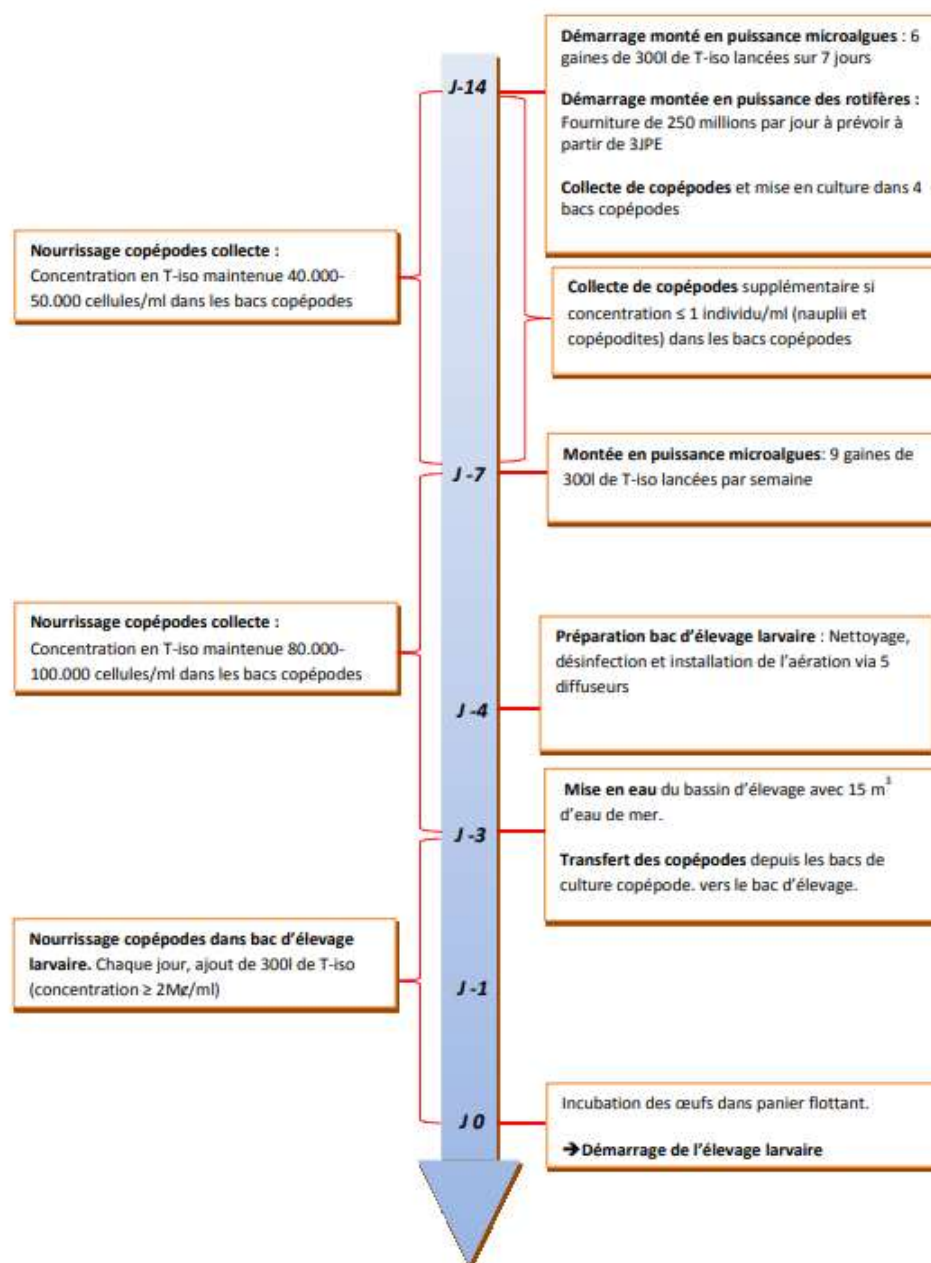 Démarrage monté en puissance microalgues : 6
gaines de 300l de T-iso lancées sur 7 jours
Démarrage montée en puissance des rotifères :
Fourniture de 250 millions par jour à prévoir à
partir de 3JPE
Collecte de copépodes et mise en culture dans 4
bacs copépodes
J-14
Nourrissage copépodes collecte :
Concentration en T-iso maintenue 40.000-
50.000 cellules/ml dans les bacs copépodes
Collecte de copépodes supplémentaire si
concentration ≤ 1 individu/ml (nauplii et
copépodites) dans les bacs copépodes
J -7
Montée en puissance microalgues: 9 gaines de
300l de T-iso lancées par semaine
Nourrissage copépodes collecte :
Concentration en T-iso maintenue 80.000-
100.000 cellules/ml dans les bacs copépodes
Préparation bac d'élevage larvaire : Nettoyage,
désinfection et installation de l'aération via 5
diffuseurs
J -4
Mise en eau du bassin d'élevage avec 15 m³
d'eau de mer.
Transfert des copépodes depuis les bacs de
culture copépode. vers le bac d'élevage.
J -3
Nourrissage copépodes dans bac d'élevage
larvaire. Chaque jour, ajout de 300l de T-iso
(concentration ≥ 2M₡/ml)
J -1
J 0
Incubation des œufs dans panier flottant.
➔Démarrage de l'élevage larvaire